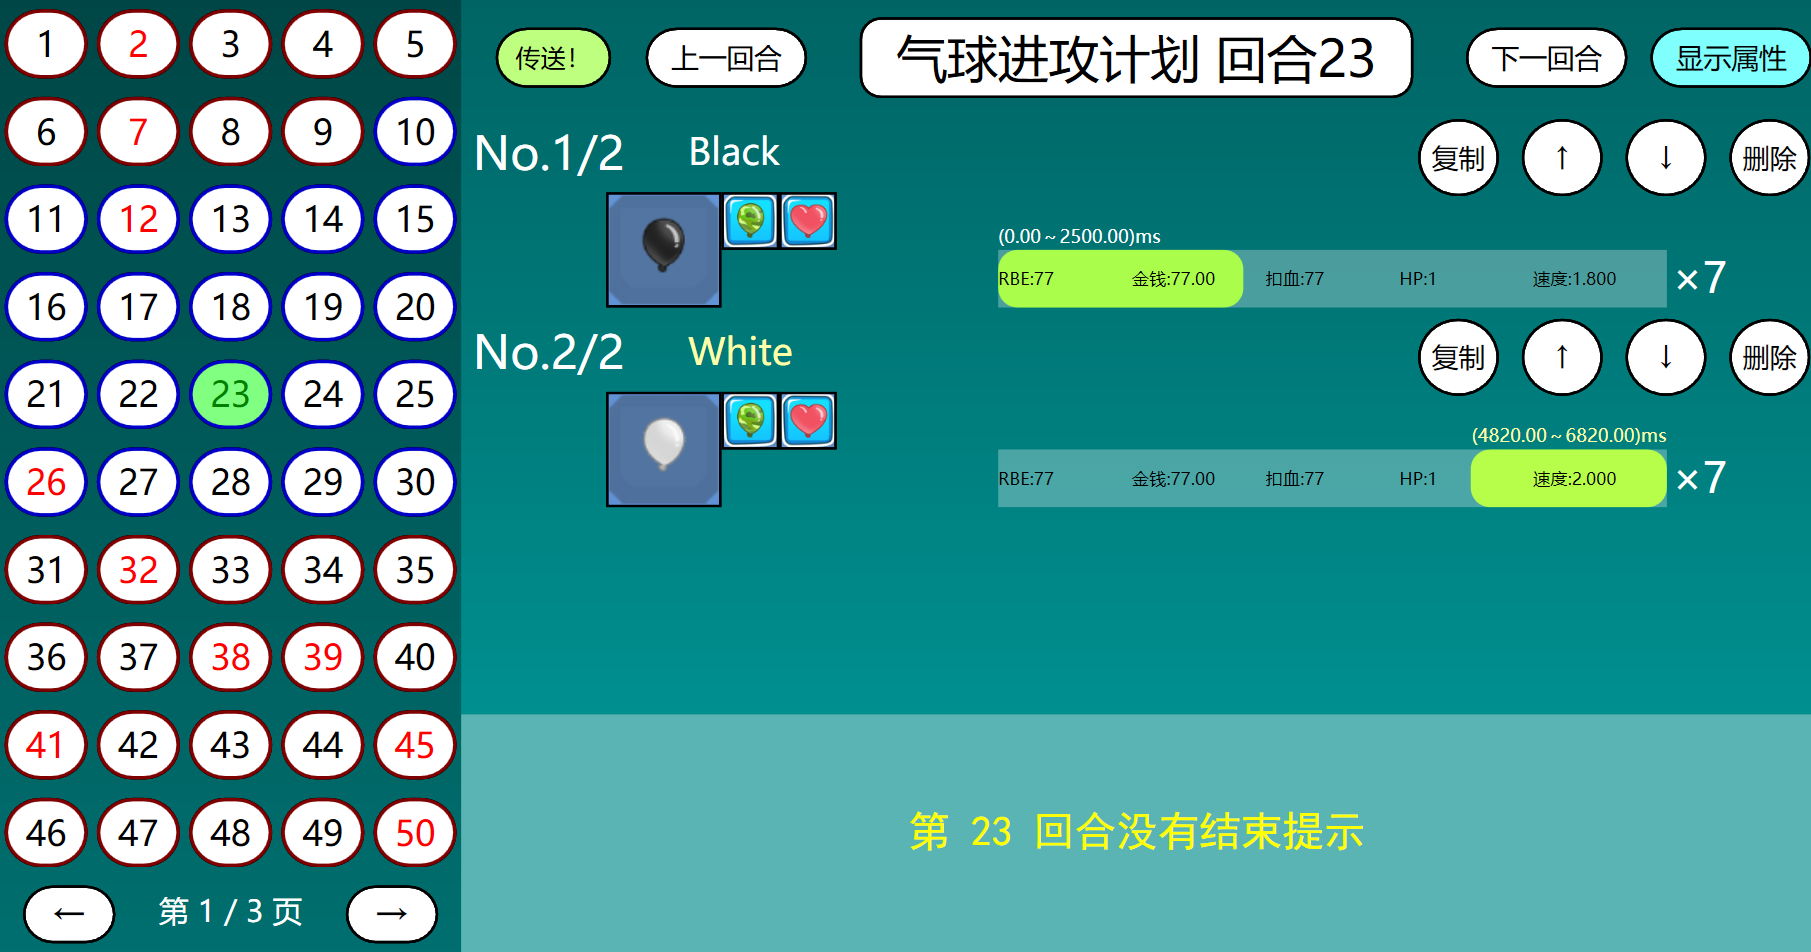 1 2 3 4 5
6 7 8 9 10
11 12 13 14 15
16 17 18 19 20
21 22 23 24 25
26 27 28 29 30
31 32 33 34 35
36 37 38 39 40
41 42 43 44 45
46 47 48 49 50
← 第 1 / 3 页 →
传送! 上一回合 气球进攻计划 回合23 下一回合 显示属性
No.1/2 Black 复制 ↑ ↓ 删除
(0.00 ~ 2500.00)ms
RBE:77 金钱:77.00 扣血:77 HP:1 速度:1.800 ×7
No.2/2 White 复制 ↑ ↓ 删除
(4820.00 ~ 6820.00)ms
RBE:77 金钱:77.00 扣血:77 HP:1 速度:2.000 ×7
第 23 回合没有结束提示